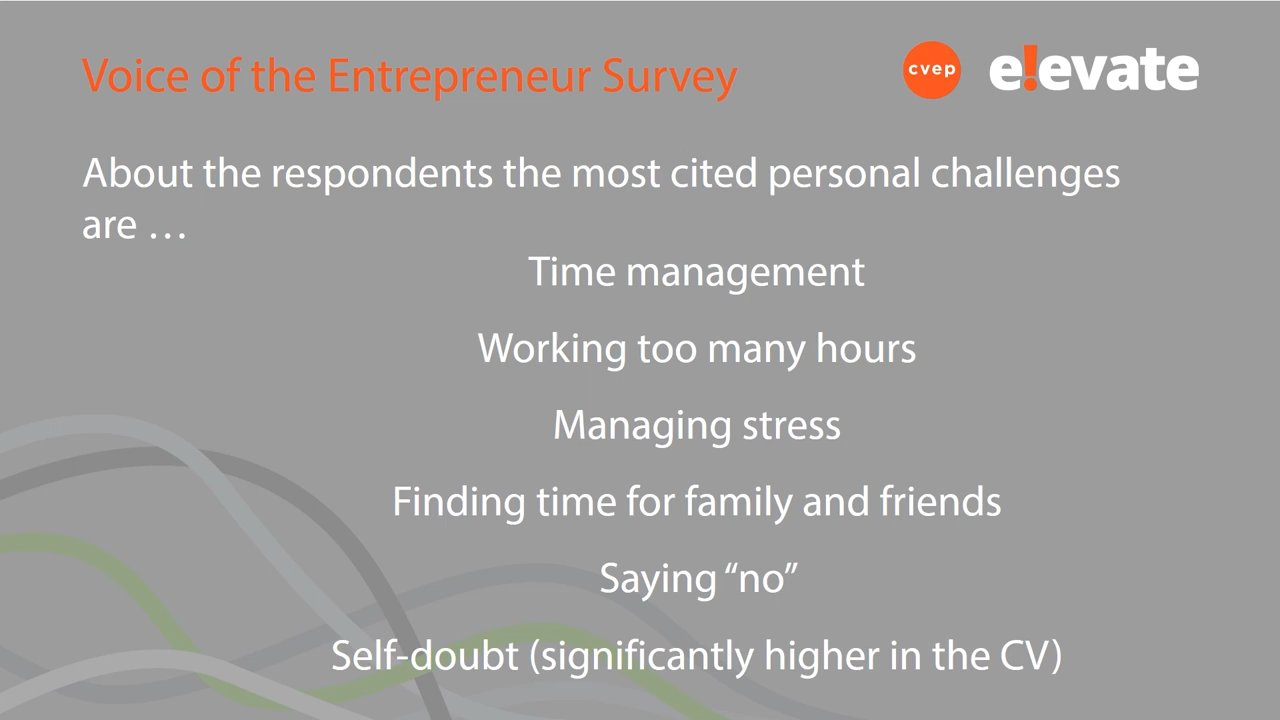 Voice of the Entrepreneur Survey
cvep
e!evate
About the respondents the most cited personal challenges
are …
Time management
Working too many hours
Managing stress
Finding time for family and friends
Saying “no”
Self-doubt (significantly higher in the CV)